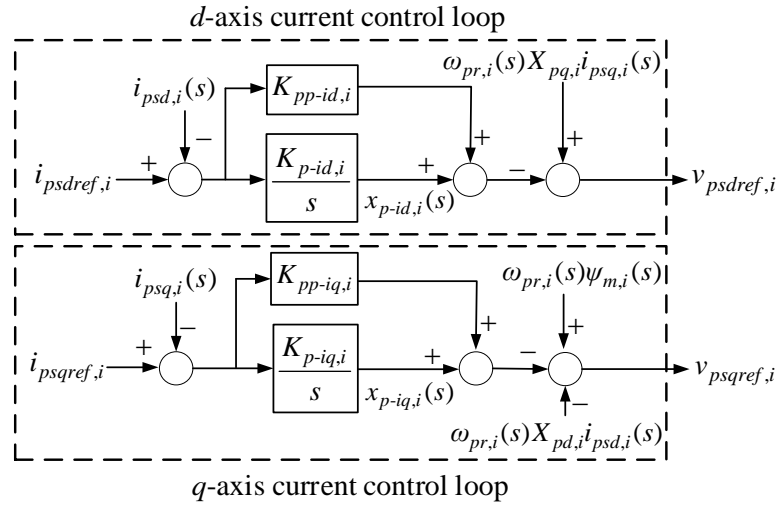 d-axis current control loop
i_{psd,i}(s)
K_{pp-id,i}
ω_{pr,i}(s)X_{pq,i}i_{psq,i}(s)
−
+
+
i_{psdref,i}
+
K_{p-id,i}
s
+
−
v_{psdref,i}
x_{p-id,i}(s)
i_{psq,i}(s)
K_{pp-iq,i}
ω_{pr,i}(s)ψ_{m,i}(s)
−
+
+
i_{psqref,i}
+
K_{p-iq,i}
s
+
−
v_{psqref,i}
x_{p-iq,i}(s)
−
ω_{pr,i}(s)X_{pd,i}i_{psd,i}(s)
q-axis current control loop